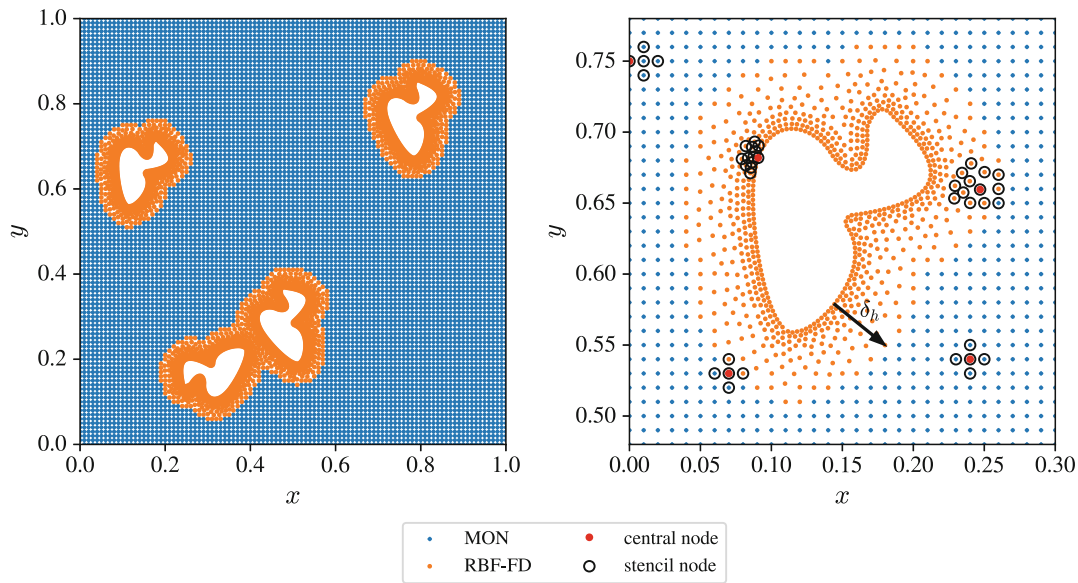 1.0
0.8
0.6
0.4
0.2
0.0
y
0.0 0.2 0.4 0.6 0.8 1.0
x
0.75
0.70
0.65
0.60
0.55
0.50
y
δh
0.00 0.05 0.10 0.15 0.20 0.25 0.30
x
MON
RBF-FD
central node
stencil node